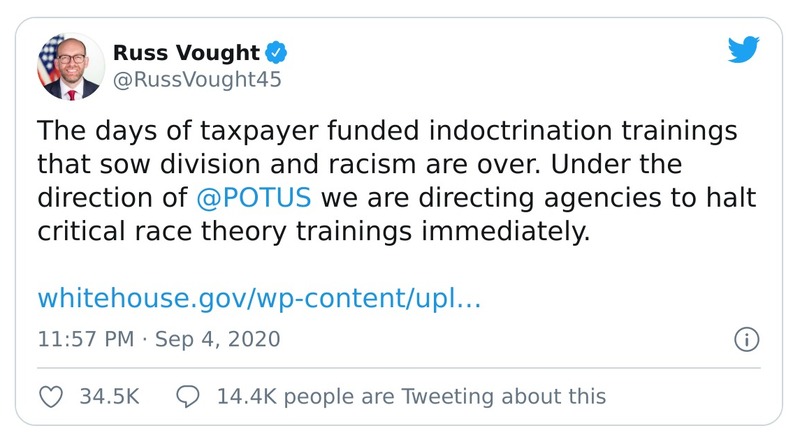 Russ Vought
@RussVought45
The days of taxpayer funded indoctrination trainings
that sow division and racism are over. Under the
direction of @POTUS we are directing agencies to halt
critical race theory trainings immediately.
whitehouse.gov/wp-content/upl...
11:57 PM · Sep 4, 2020
34.5K 14.4K people are Tweeting about this